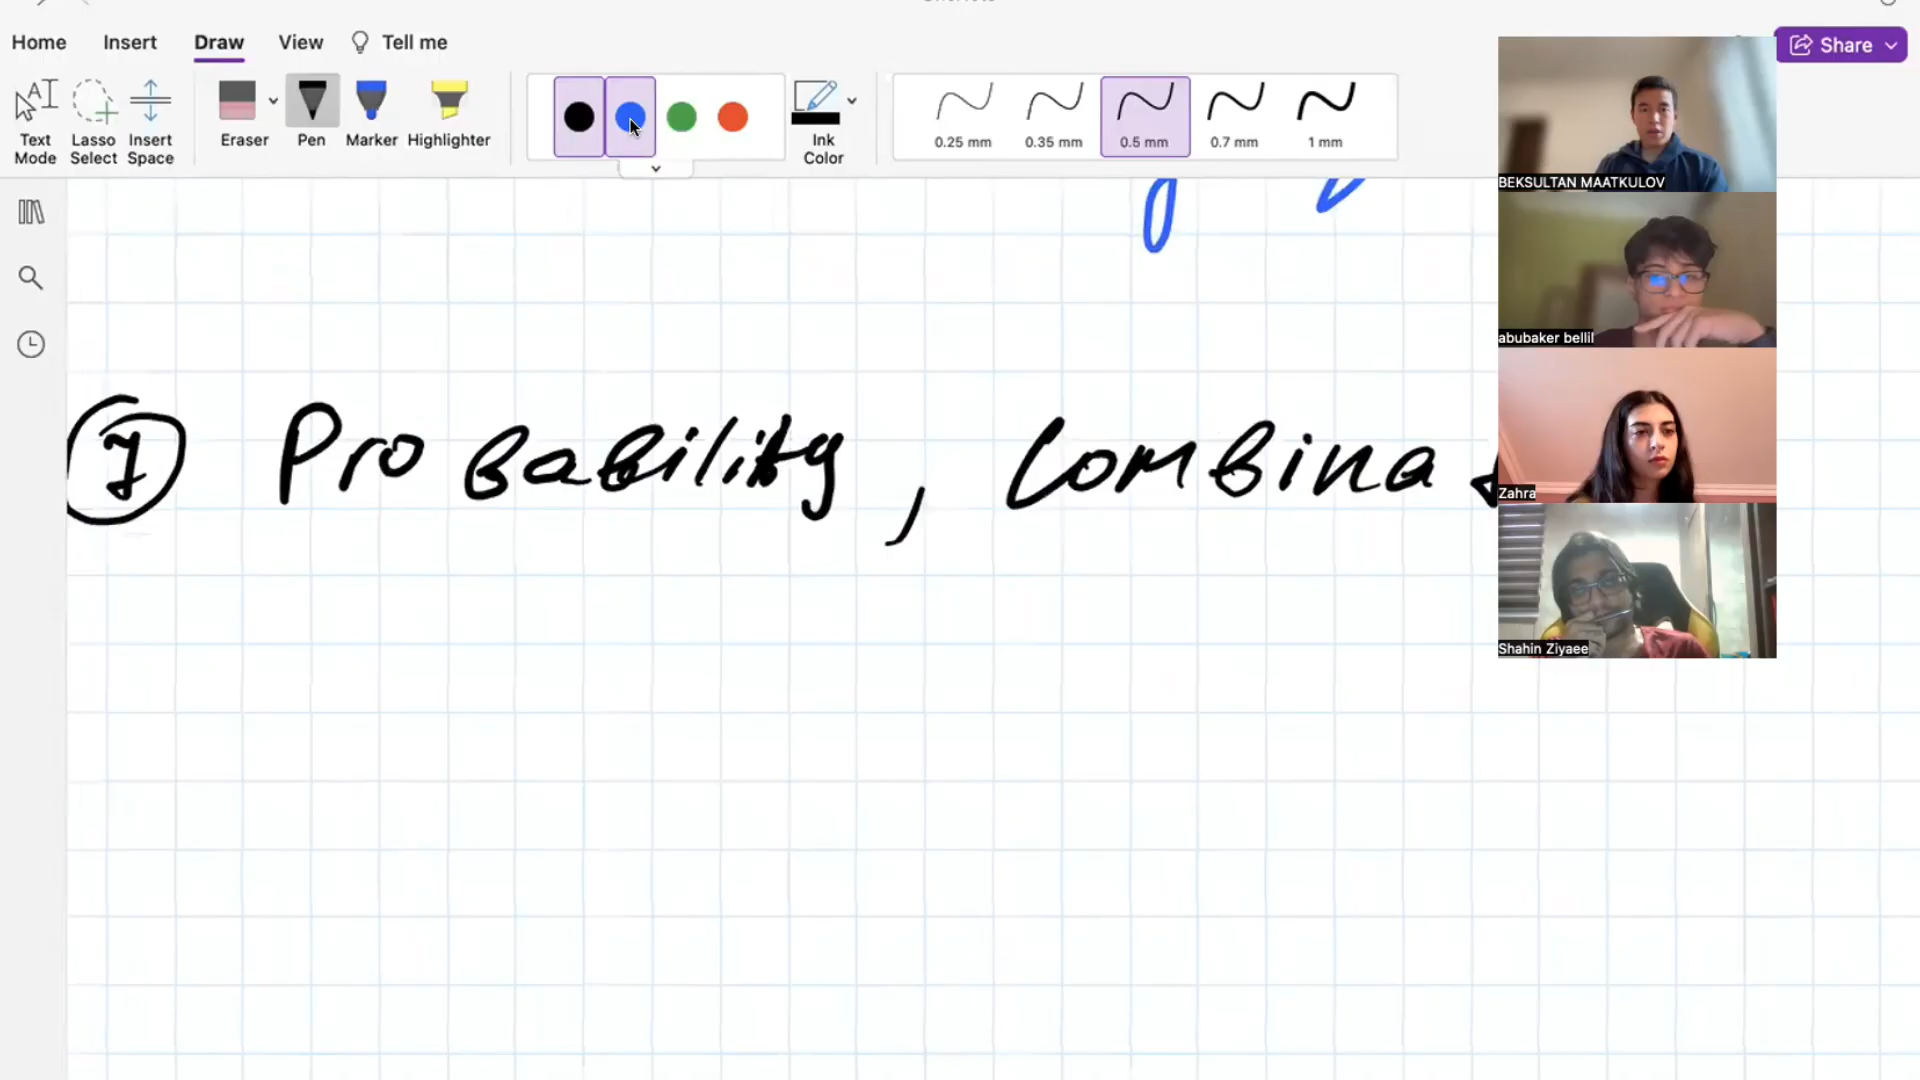 Home Insert Draw View Tell me
Share
Text Mode
Lasso Select
Insert Space
Eraser
Pen
Marker
Highlighter
Ink Color
0.25 mm
0.35 mm
0.5 mm
0.7 mm
1 mm
BEKSULTAN MAATKULOV
abubaker bellil
Zahra
Shahin Ziyaee
Probability, Combina